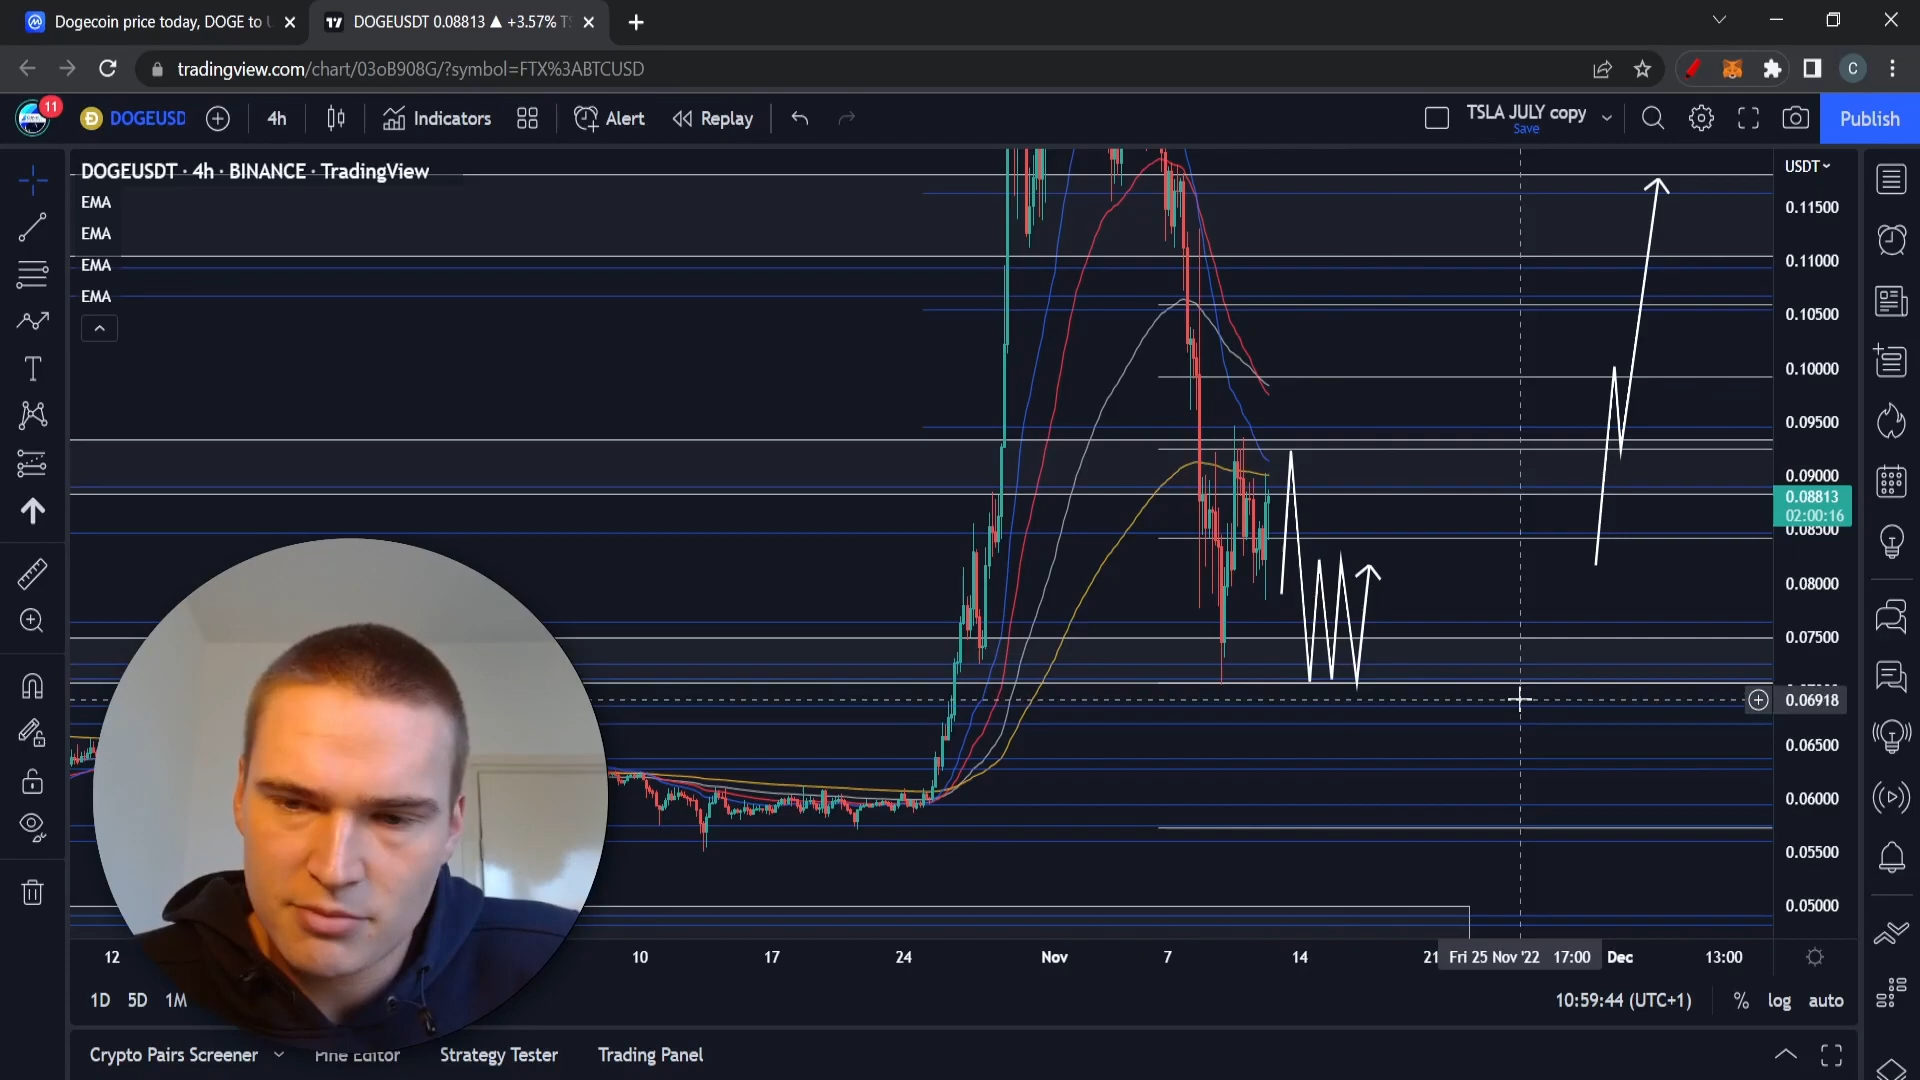 Dogecoin price today, DOGE to U
DOGEUSDT 0.08813 ▲ +3.57% TS
tradingview.com/chart/03oB908G/?symbol=FTX%3ABTCUSD
C
11
DOGEUSD
4h
Indicators
Alert
Replay
TSLA JULY copy
Save
Publish
DOGEUSDT · 4h · BINANCE · TradingView
EMA
EMA
EMA
EMA
USDT
0.11500
0.11000
0.10500
0.10000
0.09500
0.09000
0.08813
02:00:16
0.08500
0.08000
0.07500
0.06918
0.06500
0.06000
0.05500
0.05000
12
10
17
24
Nov
7
14
21
Fri 25 Nov '22 17:00
Dec
13:00
1D 5D 1M
10:59:44 (UTC+1)
% log auto
Crypto Pairs Screener
Pine Editor
Strategy Tester
Trading Panel